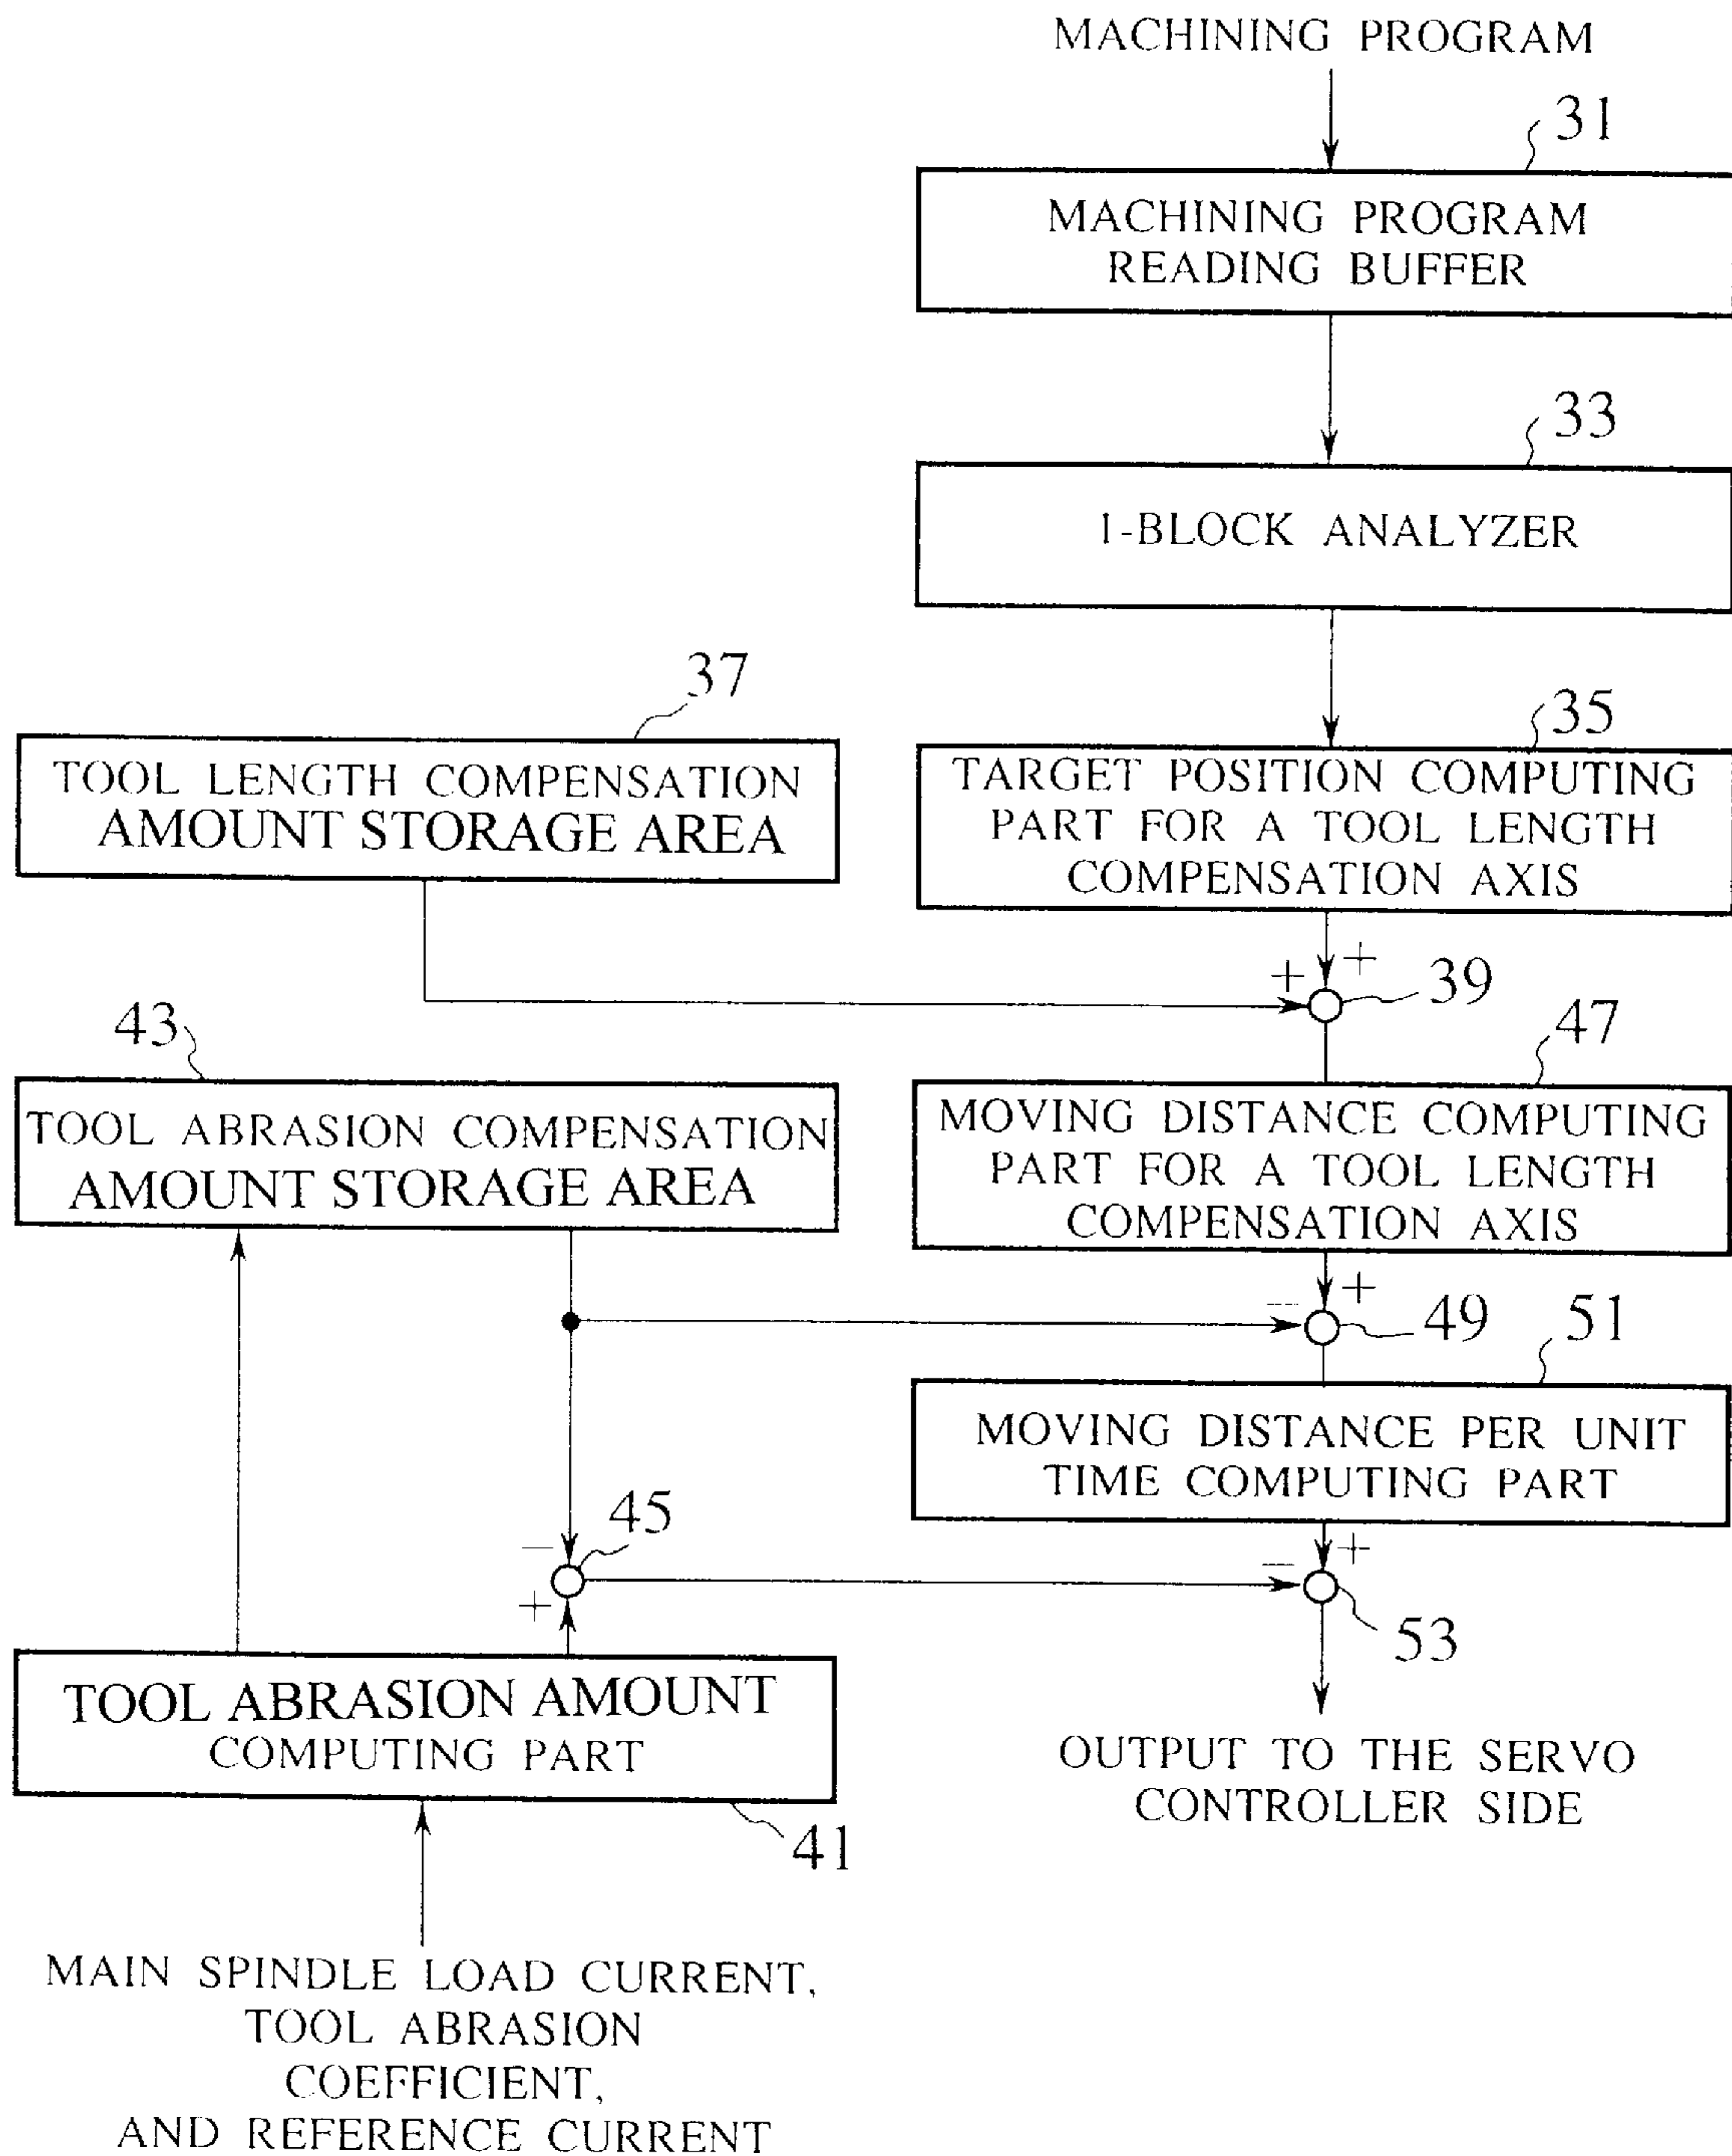 MACHINING PROGRAM
31
MACHINING PROGRAM
READING BUFFER
33
1-BLOCK ANALYZER
37
TOOL LENGTH COMPENSATION
AMOUNT STORAGE AREA
35
TARGET POSITION COMPUTING
PART FOR A TOOL LENGTH
COMPENSATION AXIS
+
+
39
43
TOOL ABRASION COMPENSATION
AMOUNT STORAGE AREA
47
MOVING DISTANCE COMPUTING
PART FOR A TOOL LENGTH
COMPENSATION AXIS
+
−
49
51
MOVING DISTANCE PER UNIT
TIME COMPUTING PART
45
−
+
+
−
53
TOOL ABRASION AMOUNT
COMPUTING PART
41
OUTPUT TO THE SERVO
CONTROLLER SIDE
MAIN SPINDLE LOAD CURRENT,
TOOL ABRASION
COEFFICIENT,
AND REFERENCE CURRENT